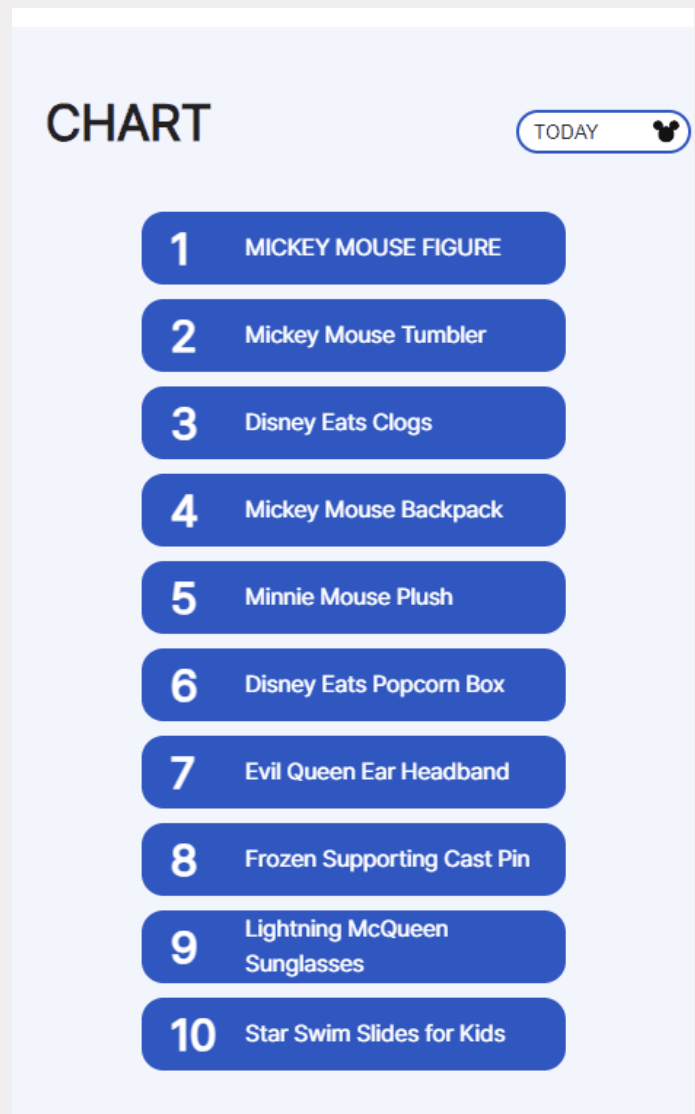 CHART
TODAY
1 MICKEY MOUSE FIGURE
2 Mickey Mouse Tumbler
3 Disney Eats Clogs
4 Mickey Mouse Backpack
5 Minnie Mouse Plush
6 Disney Eats Popcorn Box
7 Evil Queen Ear Headband
8 Frozen Supporting Cast Pin
9 Lightning McQueen
Sunglasses
10 Star Swim Slides for Kids